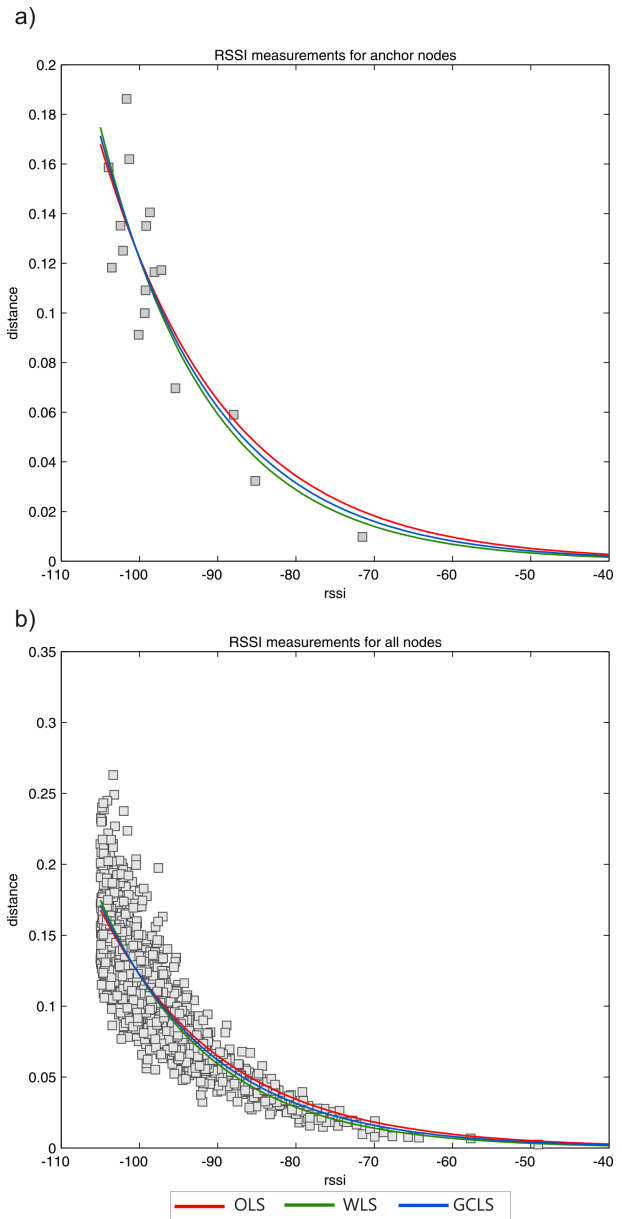 a)
RSSI measurements for anchor nodes
0.2
0.18
0.16
0.14
0.12
0.1
0.08
0.06
0.04
0.02
0
-110 -100 -90 -80 -70 -60 -50 -40
distance
rssi
b)
RSSI measurements for all nodes
0.35
0.3
0.25
0.2
0.15
0.1
0.05
0
-110 -100 -90 -80 -70 -60 -50 -40
distance
rssi
OLS WLS GCLS